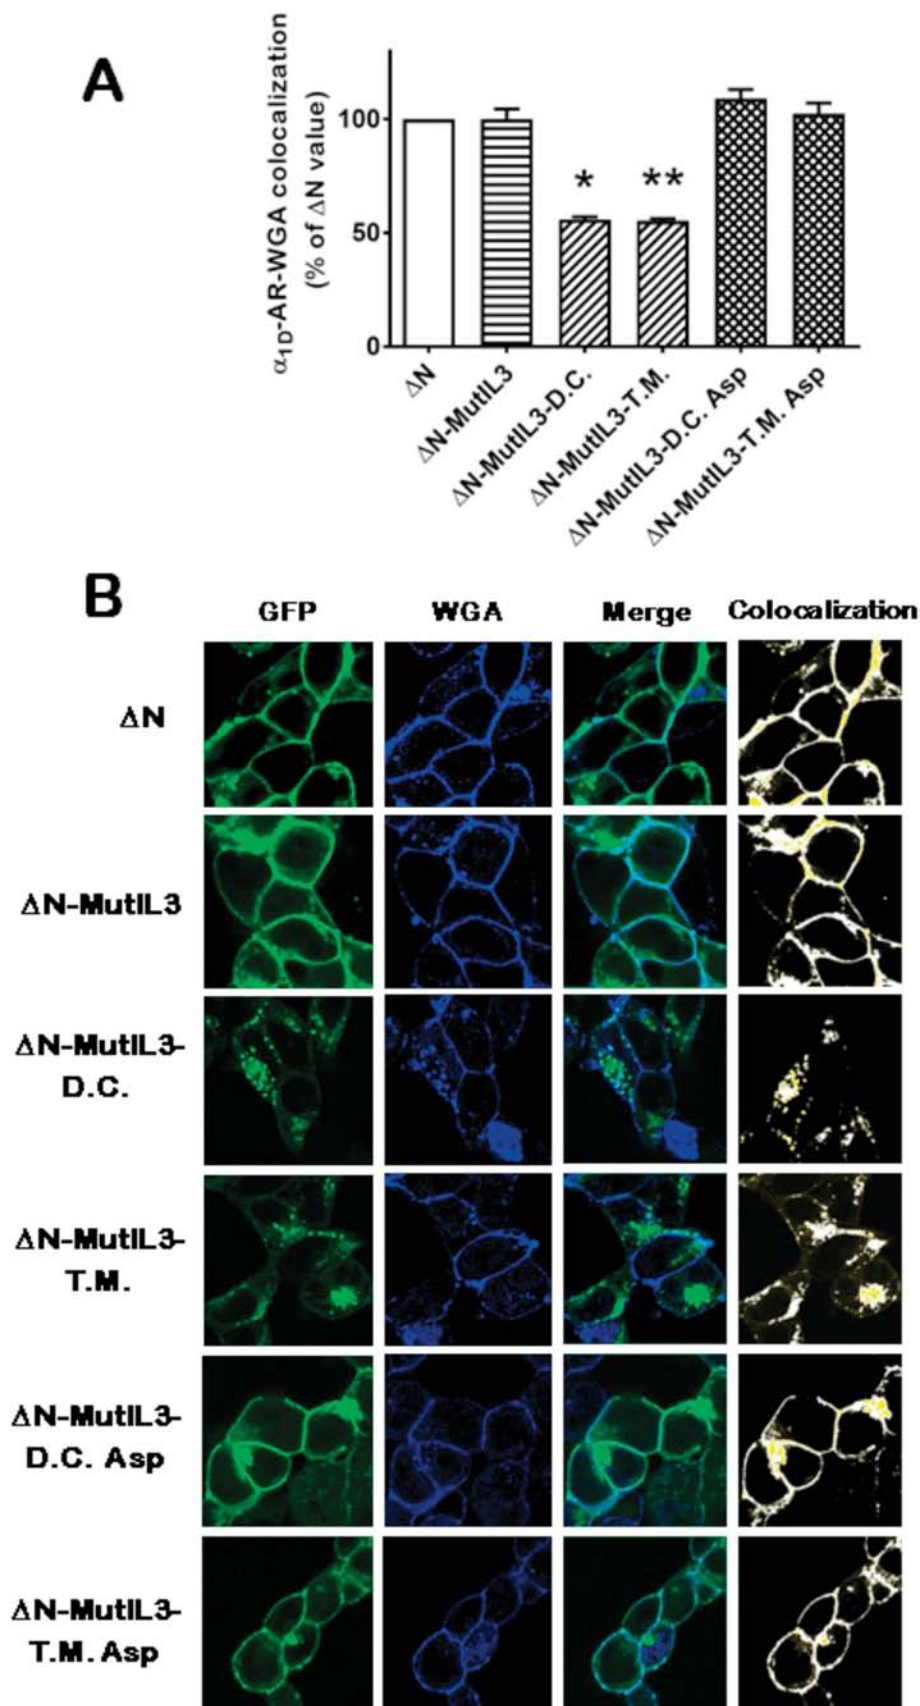 A
α1D-AR-WGA colocalization
(% of ΔN value)
100
50
0
*
**
ΔN
ΔN-MutIL3
ΔN-MutIL3-D.C.
ΔN-MutIL3-T.M.
ΔN-MutIL3-D.C. Asp
ΔN-MutIL3-T.M. Asp
B
GFP WGA Merge Colocalization
ΔN
ΔN-MutIL3
ΔN-MutIL3-
D.C.
ΔN-MutIL3-
T.M.
ΔN-MutIL3-
D.C. Asp
ΔN-MutIL3-
T.M. Asp